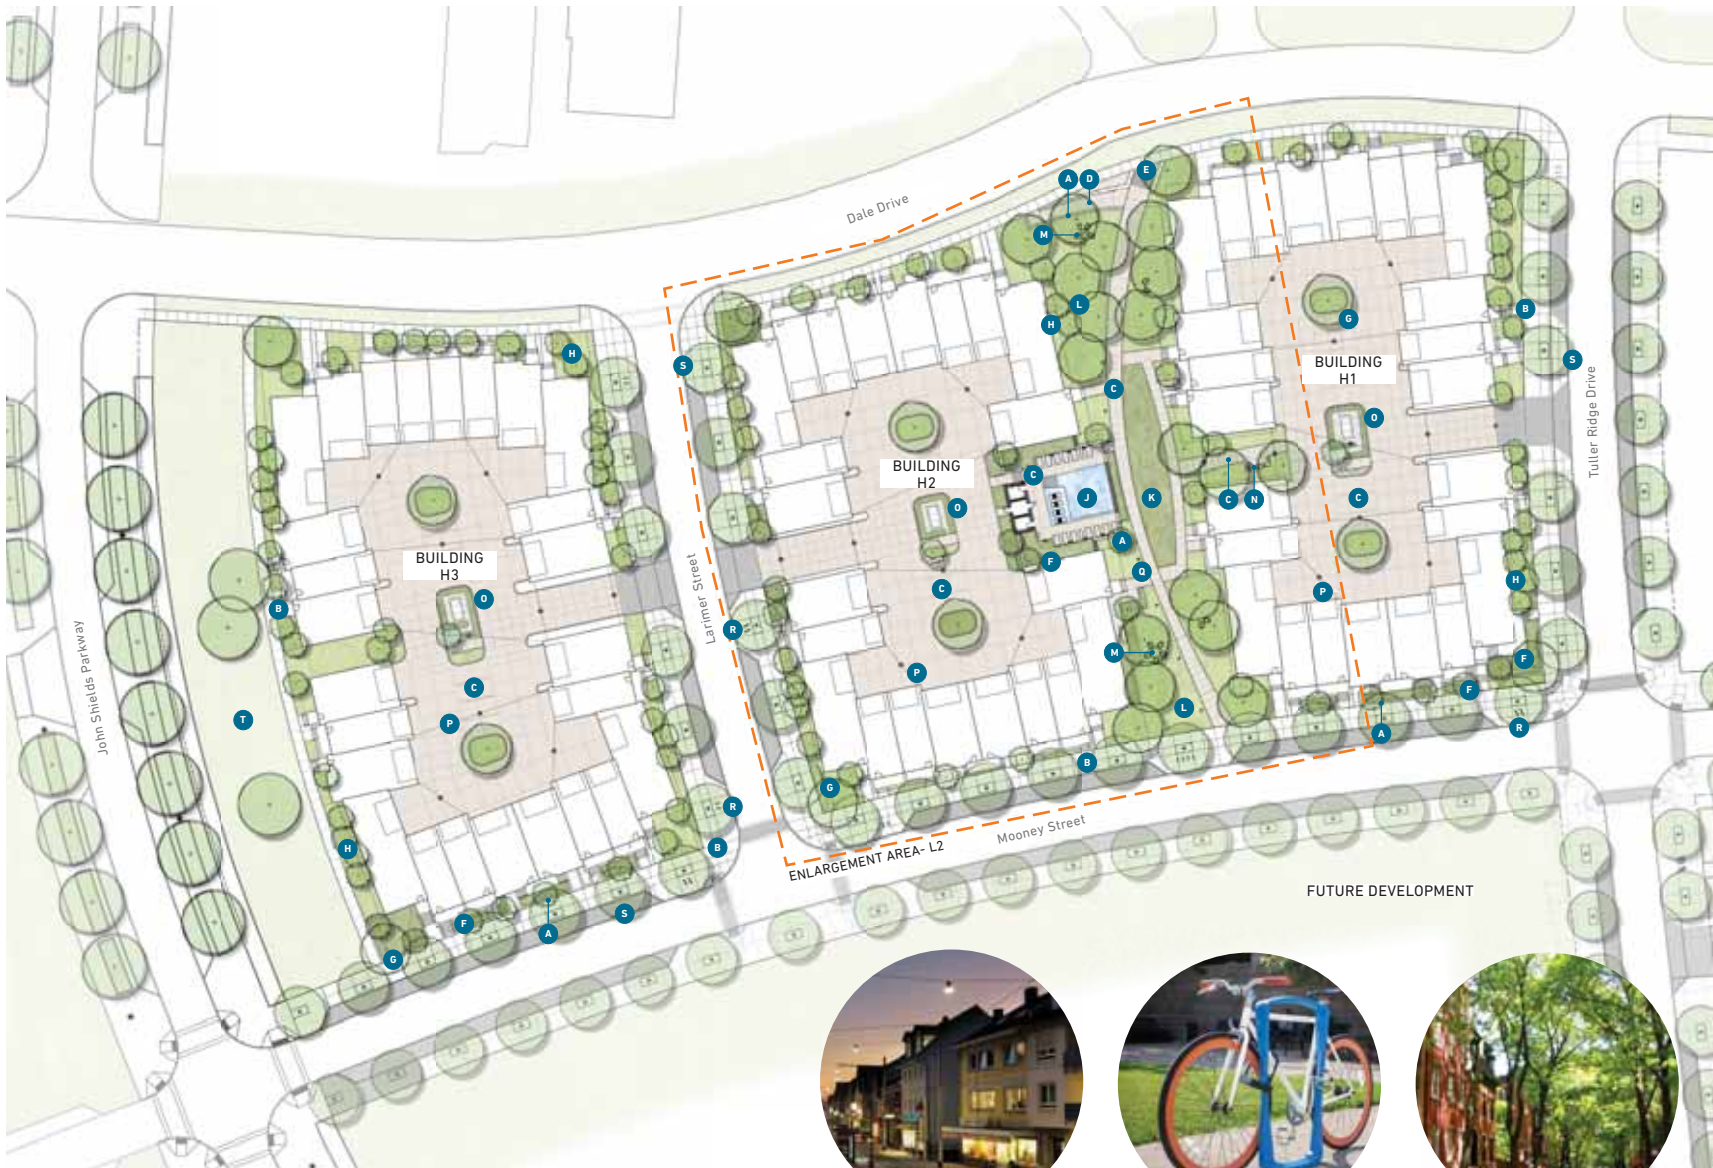 A
D
E
M
Dale Drive
L
H
G
B
S
BUILDING
H1
H
S
C
O
Tuller Ridge Drive
BUILDING
H2
C
J
K
C
N
C
O
A
F
Q
BUILDING
H3
O
B
C
P
H
P
Larimer Street
R
M
P
C
T
John Shields Parkway
L
F
F
A
R
B
G
R
B
H
Mooney Street
ENLARGEMENT AREA- L2
FUTURE DEVELOPMENT
F
A
S
G